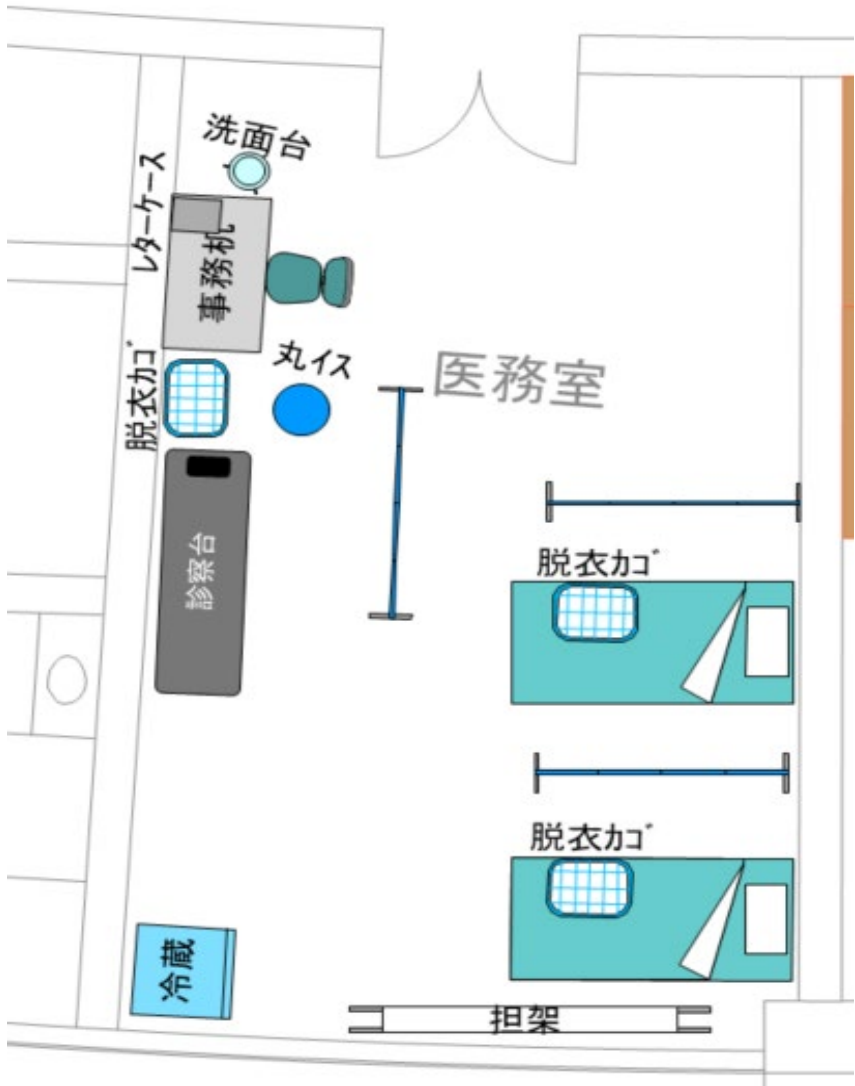 洗面台
レターケース
事務机
脱衣ｶｺﾞ
丸イス
医務室
診察台
脱衣ｶｺﾞ
脱衣ｶｺﾞ
冷蔵
担架